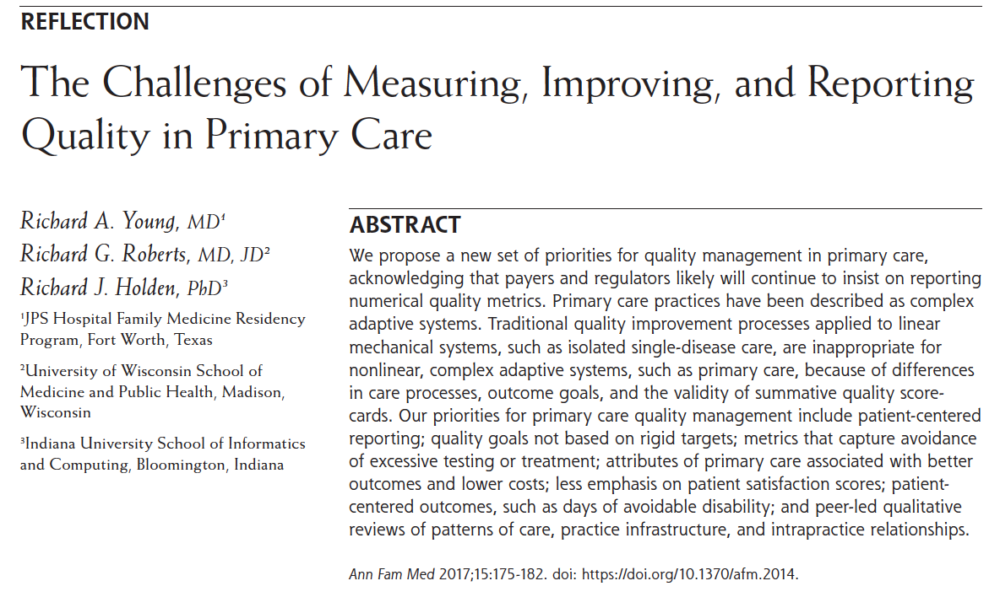 REFLECTION
The Challenges of Measuring, Improving, and Reporting
Quality in Primary Care
Richard A. Young, MD¹
Richard G. Roberts, MD, JD²
Richard J. Holden, PhD³
¹JPS Hospital Family Medicine Residency
Program, Fort Worth, Texas
²University of Wisconsin School of
Medicine and Public Health, Madison,
Wisconsin
³Indiana University School of Informatics
and Computing, Bloomington, Indiana
ABSTRACT
We propose a new set of priorities for quality management in primary care,
acknowledging that payers and regulators likely will continue to insist on reporting
numerical quality metrics. Primary care practices have been described as complex
adaptive systems. Traditional quality improvement processes applied to linear
mechanical systems, such as isolated single-disease care, are inappropriate for
nonlinear, complex adaptive systems, such as primary care, because of differences
in care processes, outcome goals, and the validity of summative quality score-
cards. Our priorities for primary care quality management include patient-centered
reporting; quality goals not based on rigid targets; metrics that capture avoidance
of excessive testing or treatment; attributes of primary care associated with better
outcomes and lower costs; less emphasis on patient satisfaction scores; patient-
centered outcomes, such as days of avoidable disability; and peer-led qualitative
reviews of patterns of care, practice infrastructure, and intrapractice relationships.
Ann Fam Med 2017;15:175-182. doi: https://doi.org/10.1370/afm.2014.